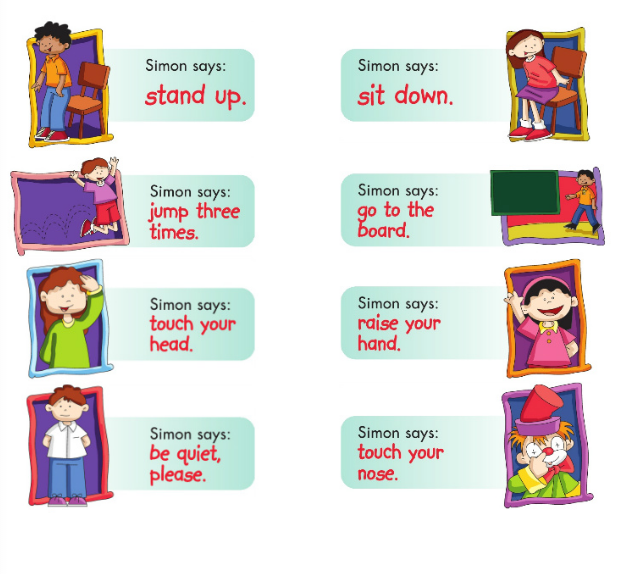 Simon says:
stand up.
Simon says:
sit down.
Simon says:
jump three
times.
Simon says:
go to the
board.
Simon says:
touch your
head.
Simon says:
raise your
hand.
Simon says:
be quiet,
please.
Simon says:
touch your
nose.